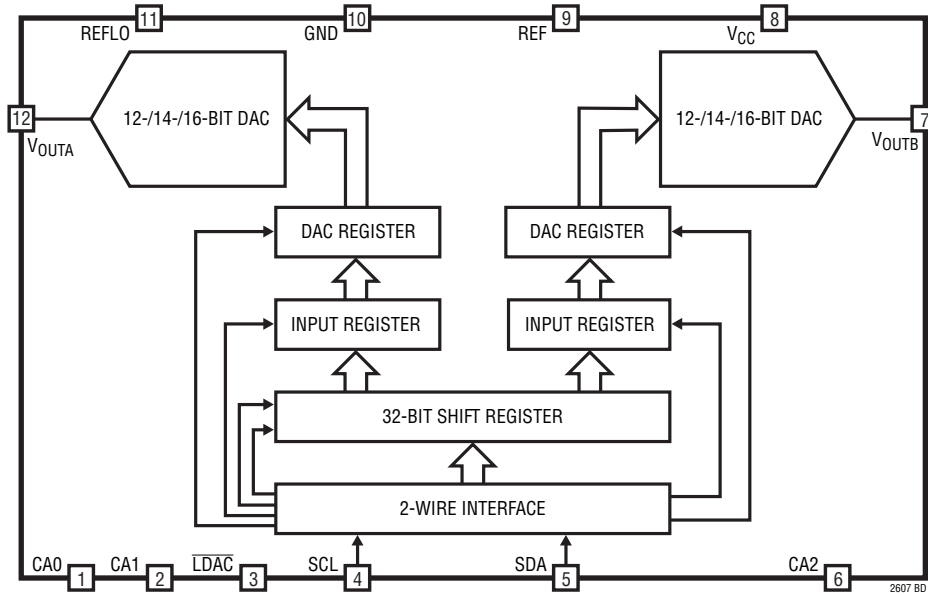 11 10 9 8
REFLO GND REF VCC
12-/14-/16-BIT DAC 12-/14-/16-BIT DAC
12 7
VOUTA VOUTB
DAC REGISTER DAC REGISTER
INPUT REGISTER INPUT REGISTER
32-BIT SHIFT REGISTER
2-WIRE INTERFACE
CA0 CA1 LDAC SCL SDA CA2
1 2 3 4 5 6
2607 BD